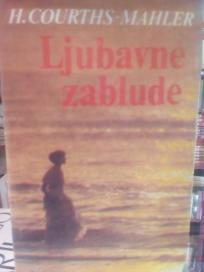 H. COURTHS-MAHLER
Ljubavne
zablude